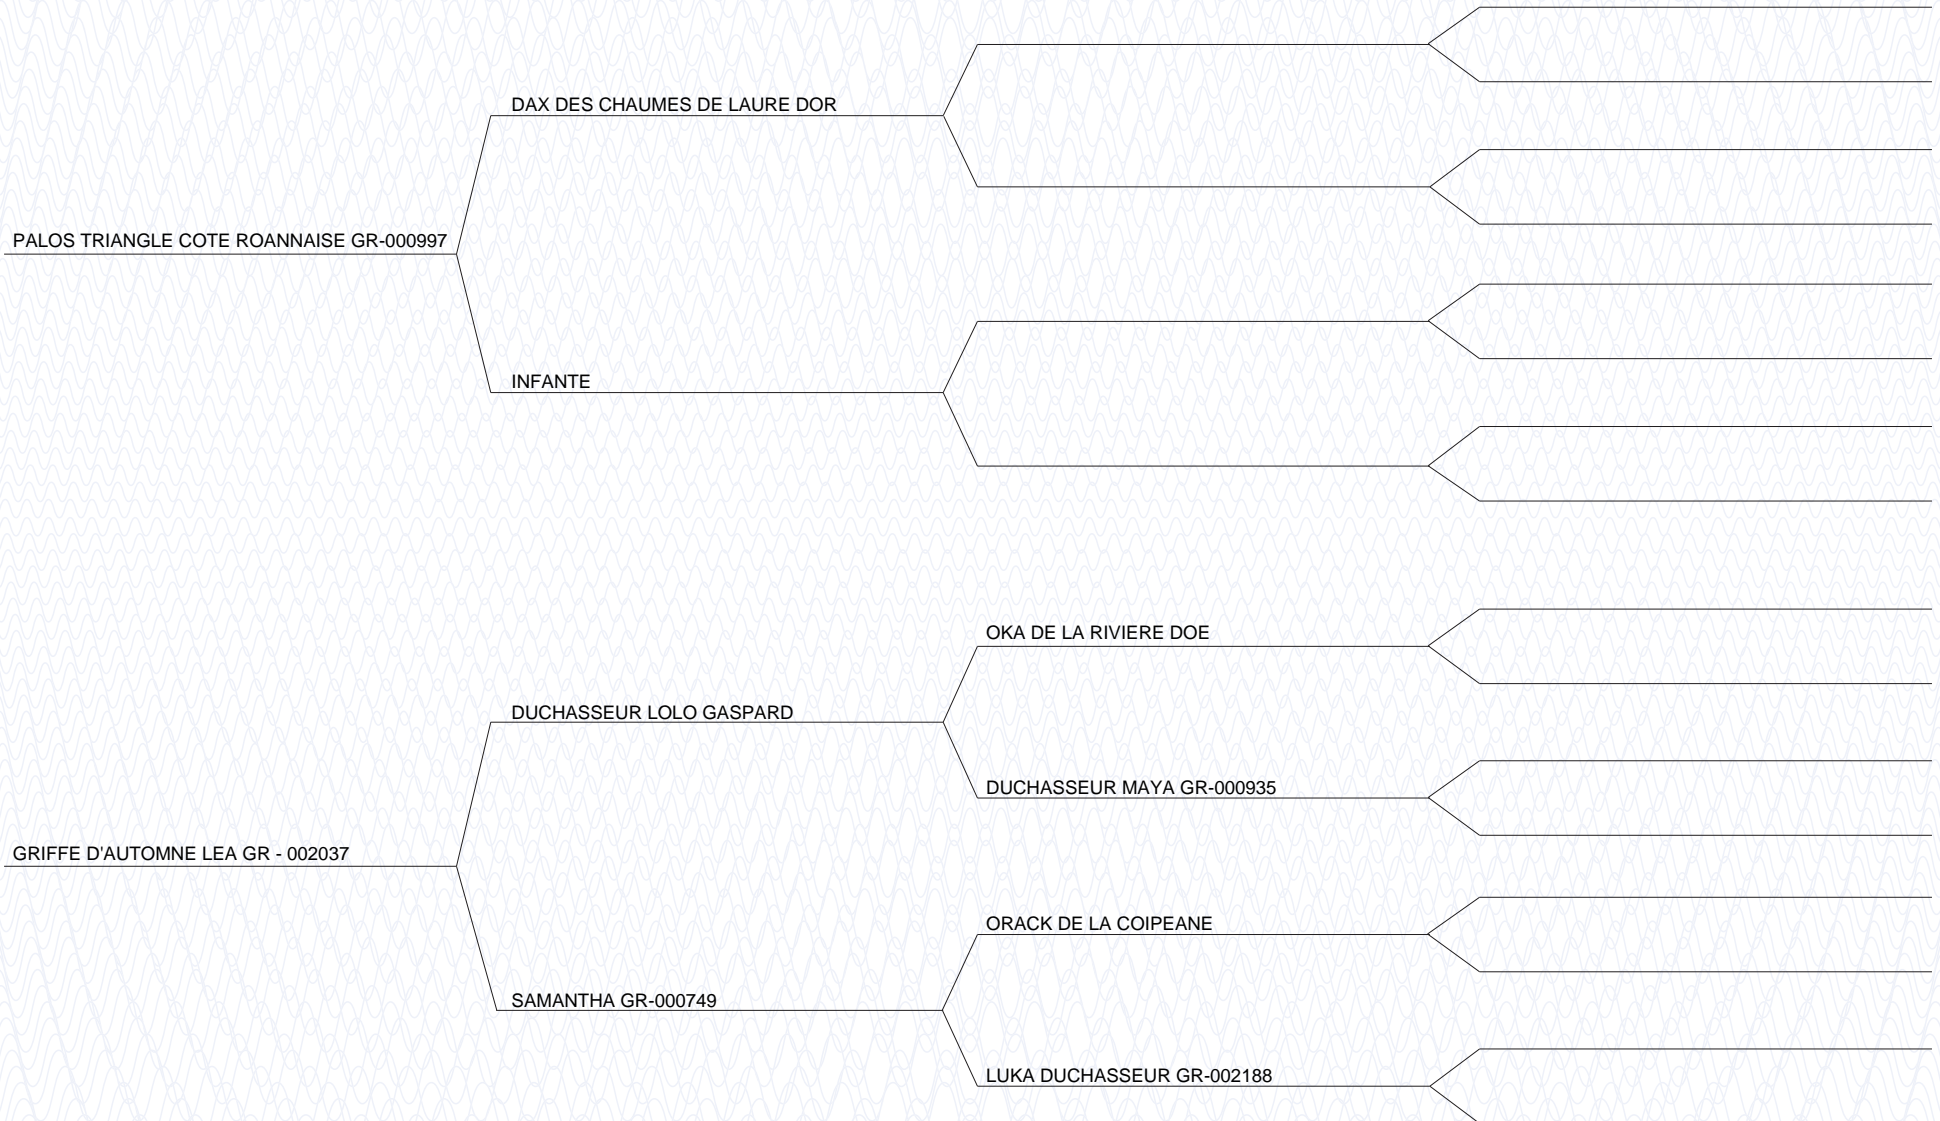 DAX DES CHAUMES DE LAURE DOR
PALOS TRIANGLE COTE ROANNAISE GR-000997
INFANTE
OKA DE LA RIVIERE DOE
DUCHASSEUR LOLO GASPARD
DUCHASSEUR MAYA GR-000935
GRIFFE D'AUTOMNE LEA GR - 002037
ORACK DE LA COIPEANE
SAMANTHA GR-000749
LUKA DUCHASSEUR GR-002188